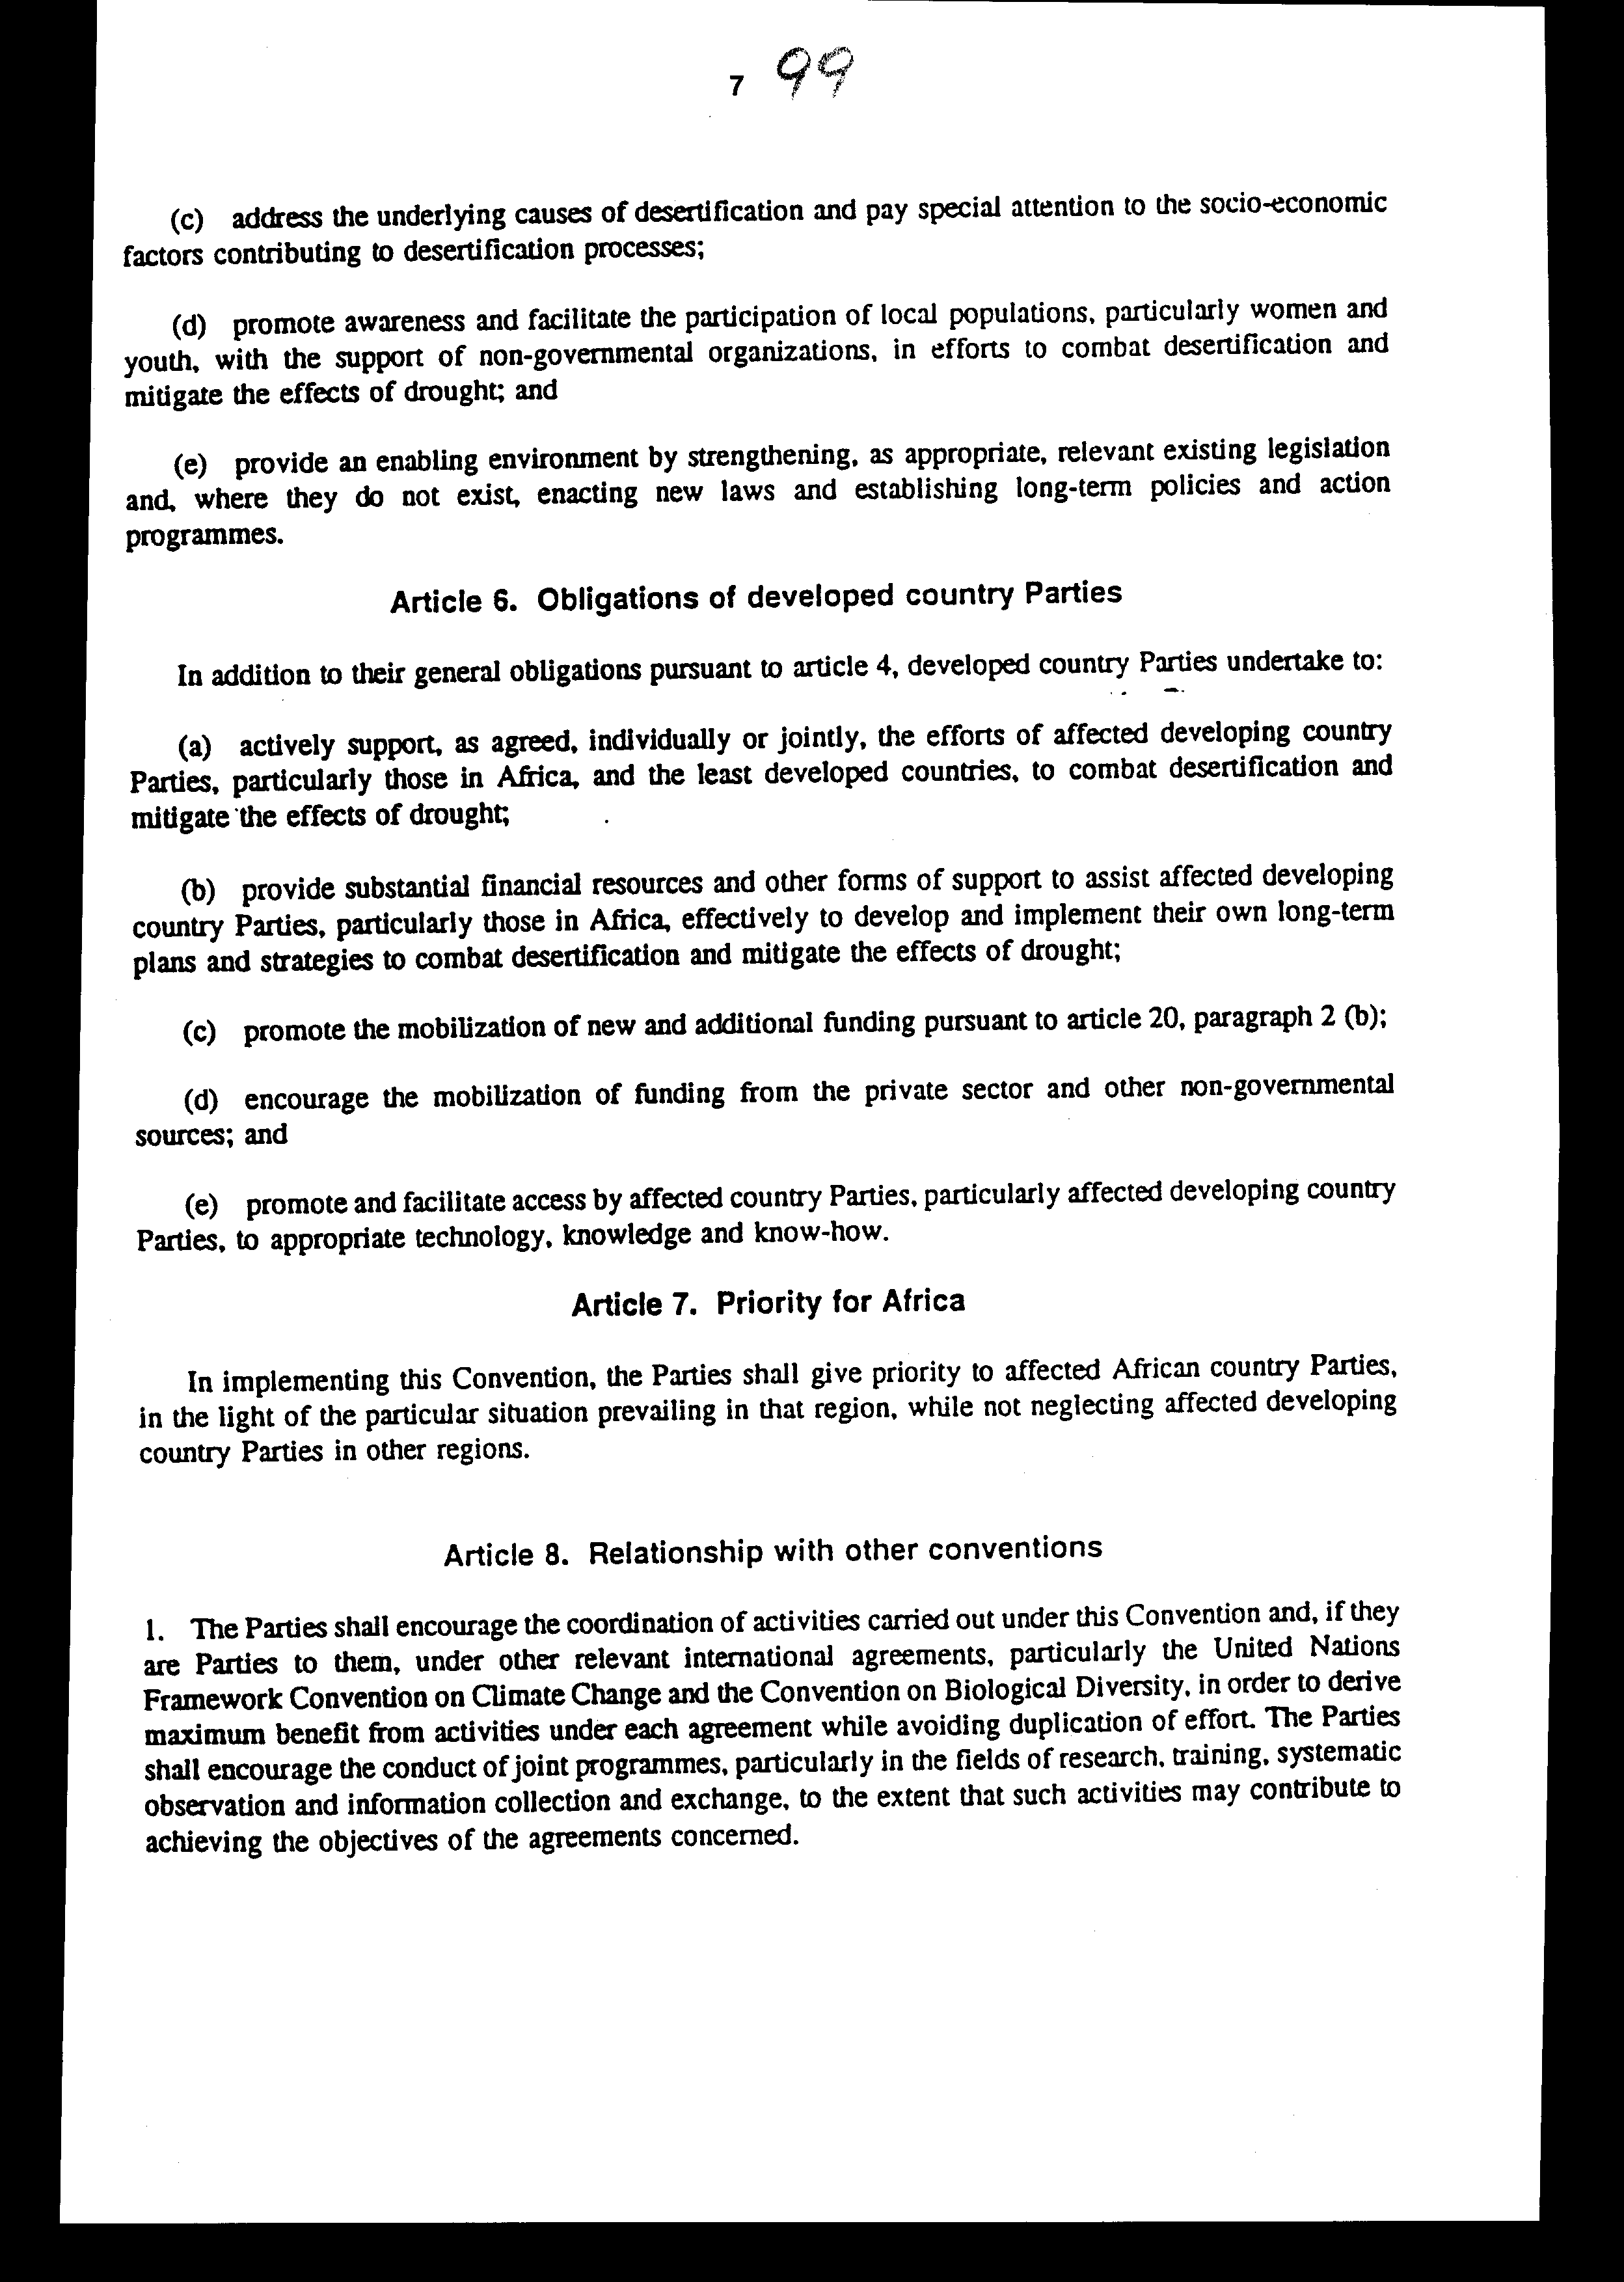 7 99
(c) address the underlying causes of desertification and pay special attention to the socio-economic
factors contributing to desertification processes;
(d) promote awareness and facilitate the participation of local populations, particularly women and
youth, with the support of non-governmental organizations, in efforts to combat desertification and
mitigate the effects of drought; and
(e) provide an enabling environment by strengthening, as appropriate, relevant existing legislation
and, where they do not exist, enacting new laws and establishing long-term policies and action
programmes.
Article 6. Obligations of developed country Parties
In addition to their general obligations pursuant to article 4, developed country Parties undertake to:
(a) actively support, as agreed, individually or jointly, the efforts of affected developing country
Parties, particularly those in Africa, and the least developed countries, to combat desertification and
mitigate the effects of drought;
(b) provide substantial financial resources and other forms of support to assist affected developing
country Parties, particularly those in Africa, effectively to develop and implement their own long-term
plans and strategies to combat desertification and mitigate the effects of drought;
(c) promote the mobilization of new and additional funding pursuant to article 20, paragraph 2 (b);
(d) encourage the mobilization of funding from the private sector and other non-governmental
sources; and
(e) promote and facilitate access by affected country Parties, particularly affected developing country
Parties, to appropriate technology, knowledge and know-how.
Article 7. Priority for Africa
In implementing this Convention, the Parties shall give priority to affected African country Parties,
in the light of the particular situation prevailing in that region, while not neglecting affected developing
country Parties in other regions.
Article 8. Relationship with other conventions
1. The Parties shall encourage the coordination of activities carried out under this Convention and, if they
are Parties to them, under other relevant international agreements, particularly the United Nations
Framework Convention on Climate Change and the Convention on Biological Diversity, in order to derive
maximum benefit from activities under each agreement while avoiding duplication of effort. The Parties
shall encourage the conduct of joint programmes, particularly in the fields of research, training, systematic
observation and information collection and exchange, to the extent that such activities may contribute to
achieving the objectives of the agreements concerned.